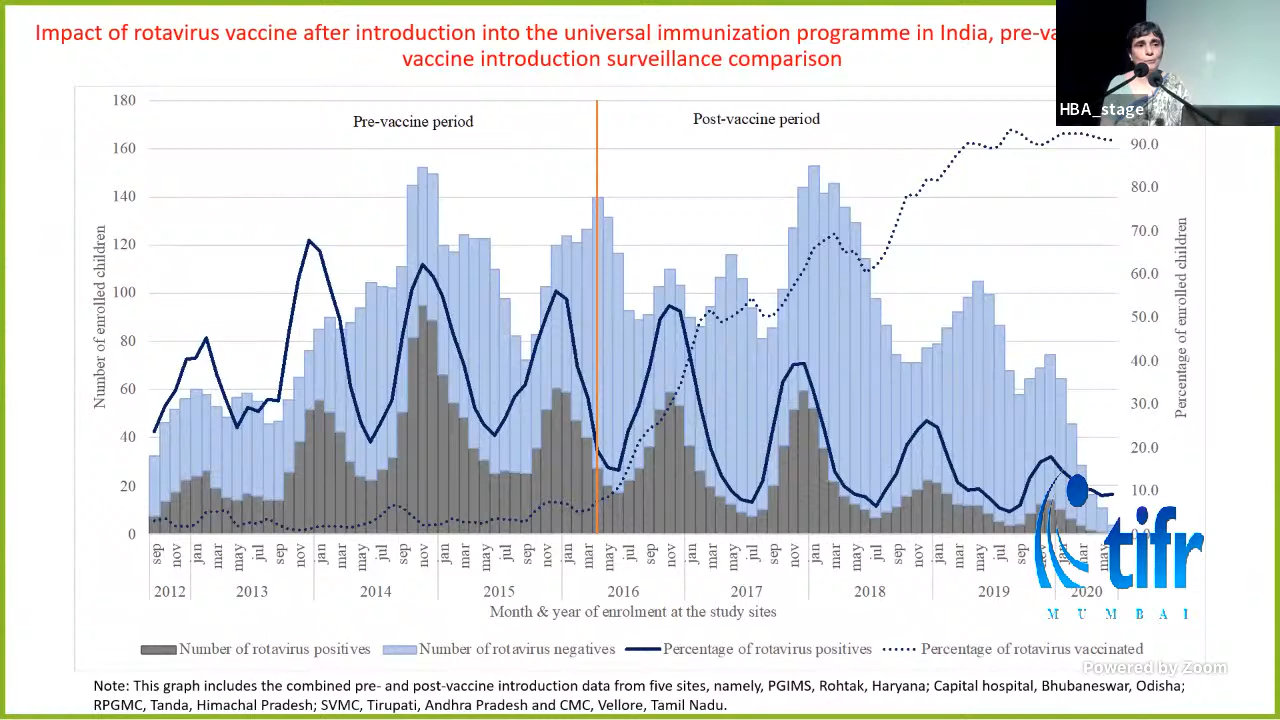 Impact of rotavirus vaccine after introduction into the universal immunization programme in India, pre-va
vaccine introduction surveillance comparison
HBA_stage
Pre-vaccine period
Post-vaccine period
Number of enrolled children
180
160
140
120
100
80
60
40
20
0
90.0
80.0
70.0
60.0
50.0
40.0
30.0
20.0
10.0
Percentage of enrolled children
sep nov jan mar may jul sep nov jan mar may jul sep nov jan mar may jul sep nov jan mar may jul sep nov jan mar may jul sep nov jan mar may jul sep nov jan mar may jul sep nov jan mar may
2012 2013 2014 2015 2016 2017 2018 2019 2020
Month & year of enrolment at the study sites
tifr
MUMBAI
Number of rotavirus positives Number of rotavirus negatives Percentage of rotavirus positives Percentage of rotavirus vaccinated
Powered by Zoom
Note: This graph includes the combined pre- and post-vaccine introduction data from five sites, namely, PGIMS, Rohtak, Haryana; Capital hospital, Bhubaneswar, Odisha;
RPGMC, Tanda, Himachal Pradesh; SVMC, Tirupati, Andhra Pradesh and CMC, Vellore, Tamil Nadu.